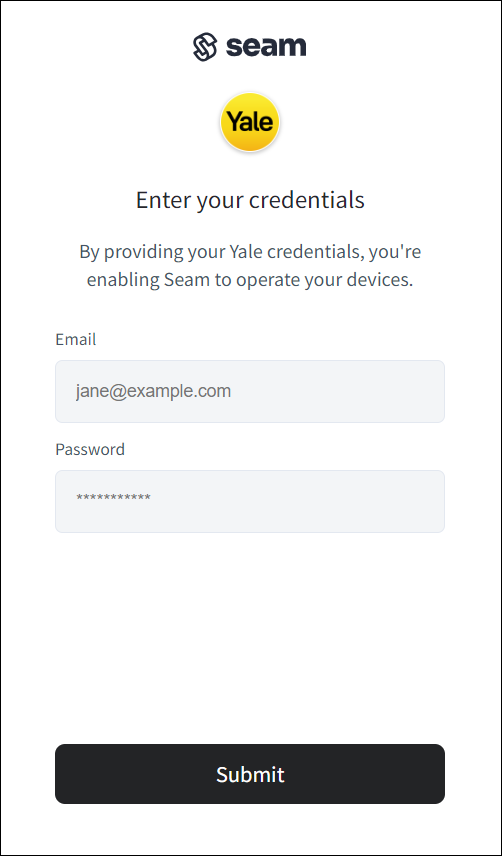 seam
Yale
Enter your credentials
By providing your Yale credentials, you're
enabling Seam to operate your devices.
Email
jane@example.com
Password
***********
Submit